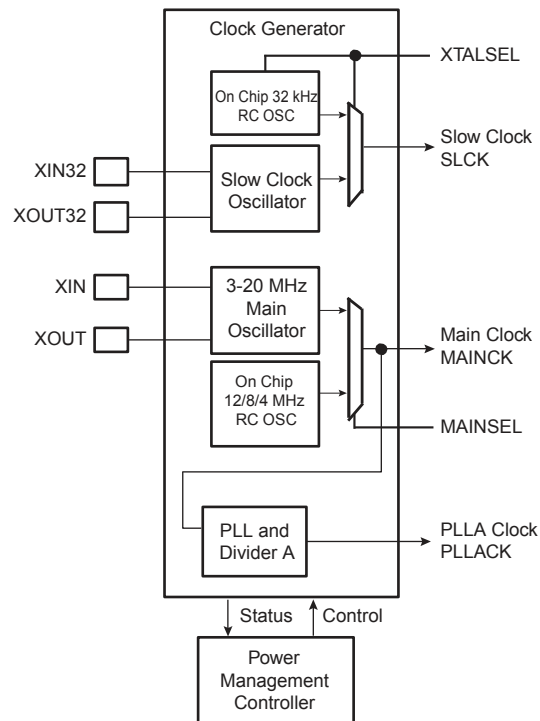 Clock Generator
XTALSEL
On Chip 32 kHz
RC OSC
Slow Clock
SLCK
XIN32
Slow Clock
Oscillator
XOUT32
XIN
3-20 MHz
Main
Oscillator
XOUT
Main Clock
MAINCK
On Chip
12/8/4 MHz
RC OSC
MAINSEL
PLL and
Divider A
PLLA Clock
PLLACK
Status
Control
Power
Management
Controller